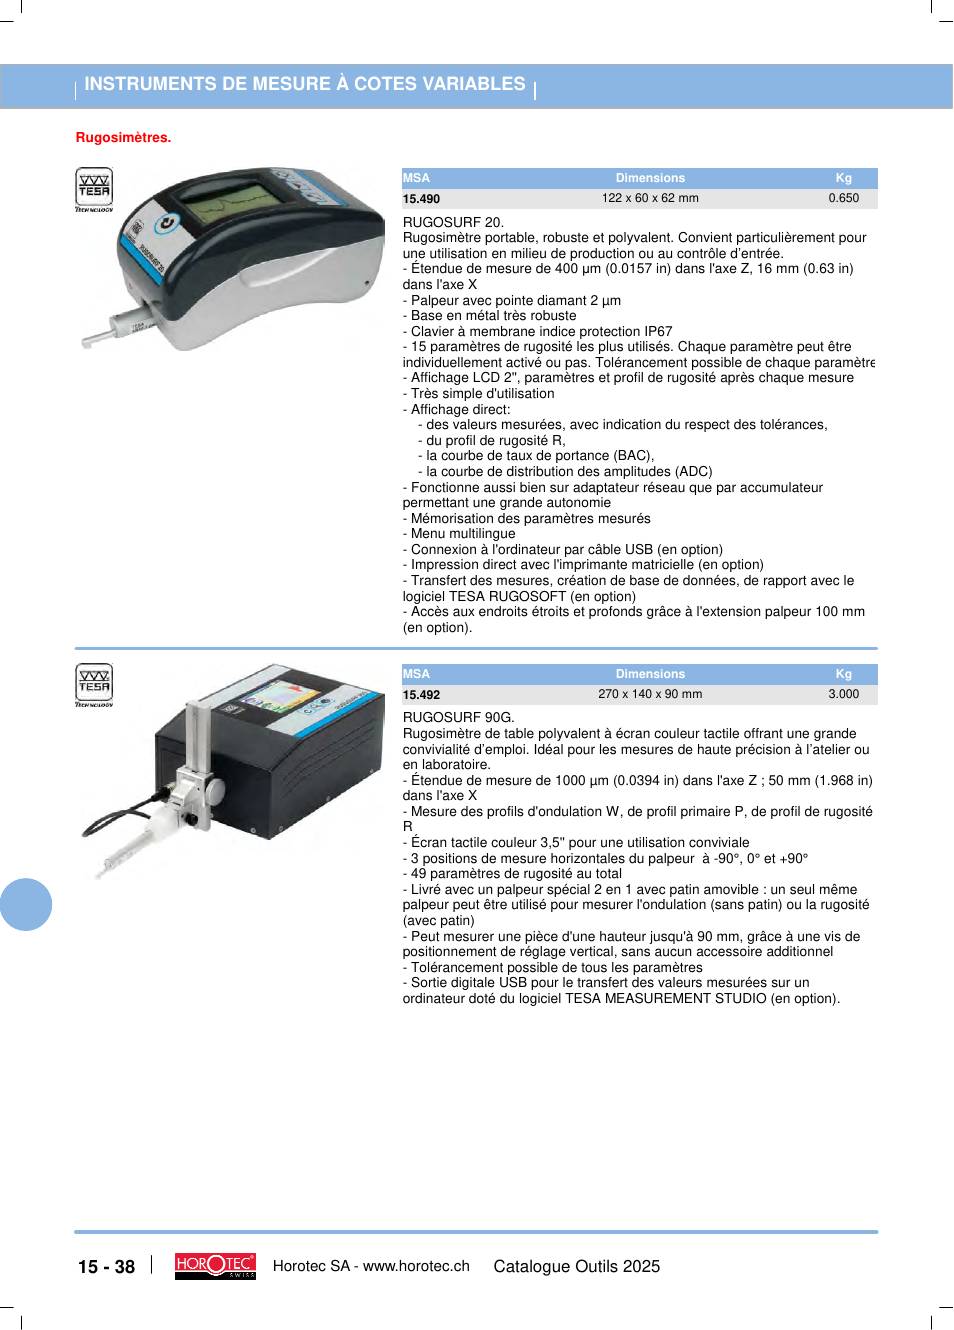 INSTRUMENTS DE MESURE À COTES VARIABLES
Rugosimètres.
TESA
TECHNOLOGY
RUGOSURF 20
MSA Dimensions Kg
15.490 122 x 60 x 62 mm 0.650
RUGOSURF 20.
Rugosimètre portable, robuste et polyvalent. Convient particulièrement pour
une utilisation en milieu de production ou au contrôle d'entrée.
- Étendue de mesure de 400 µm (0.0157 in) dans l'axe Z, 16 mm (0.63 in)
dans l'axe X
- Palpeur avec pointe diamant 2 µm
- Base en métal très robuste
- Clavier à membrane indice protection IP67
- 15 paramètres de rugosité les plus utilisés. Chaque paramètre peut être
individuellement activé ou pas. Tolérancement possible de chaque paramètre
- Affichage LCD 2", paramètres et profil de rugosité après chaque mesure
- Très simple d'utilisation
- Affichage direct:
- des valeurs mesurées, avec indication du respect des tolérances,
- du profil de rugosité R,
- la courbe de taux de portance (BAC),
- la courbe de distribution des amplitudes (ADC)
- Fonctionne aussi bien sur adaptateur réseau que par accumulateur
permettant une grande autonomie
- Mémorisation des paramètres mesurés
- Menu multilingue
- Connexion à l'ordinateur par câble USB (en option)
- Impression direct avec l'imprimante matricielle (en option)
- Transfert des mesures, création de base de données, de rapport avec le
logiciel TESA RUGOSOFT (en option)
- Accès aux endroits étroits et profonds grâce à l'extension palpeur 100 mm
(en option).
TESA
TECHNOLOGY
MSA Dimensions Kg
15.492 270 x 140 x 90 mm 3.000
RUGOSURF 90G.
Rugosimètre de table polyvalent à écran couleur tactile offrant une grande
convivialité d'emploi. Idéal pour les mesures de haute précision à l'atelier ou
en laboratoire.
- Étendue de mesure de 1000 µm (0.0394 in) dans l'axe Z ; 50 mm (1.968 in)
dans l'axe X
- Mesure des profils d'ondulation W, de profil primaire P, de profil de rugosité
R
- Écran tactile couleur 3,5" pour une utilisation conviviale
- 3 positions de mesure horizontales du palpeur à -90°, 0° et +90°
- 49 paramètres de rugosité au total
- Livré avec un palpeur spécial 2 en 1 avec patin amovible : un seul même
palpeur peut être utilisé pour mesurer l'ondulation (sans patin) ou la rugosité
(avec patin)
- Peut mesurer une pièce d'une hauteur jusqu'à 90 mm, grâce à une vis de
positionnement de réglage vertical, sans aucun accessoire additionnel
- Tolérancement possible de tous les paramètres
- Sortie digitale USB pour le transfert des valeurs mesurées sur un
ordinateur doté du logiciel TESA MEASUREMENT STUDIO (en option).
15 - 38 HOROTEC® SWISS Horotec SA - www.horotec.ch Catalogue Outils 2025